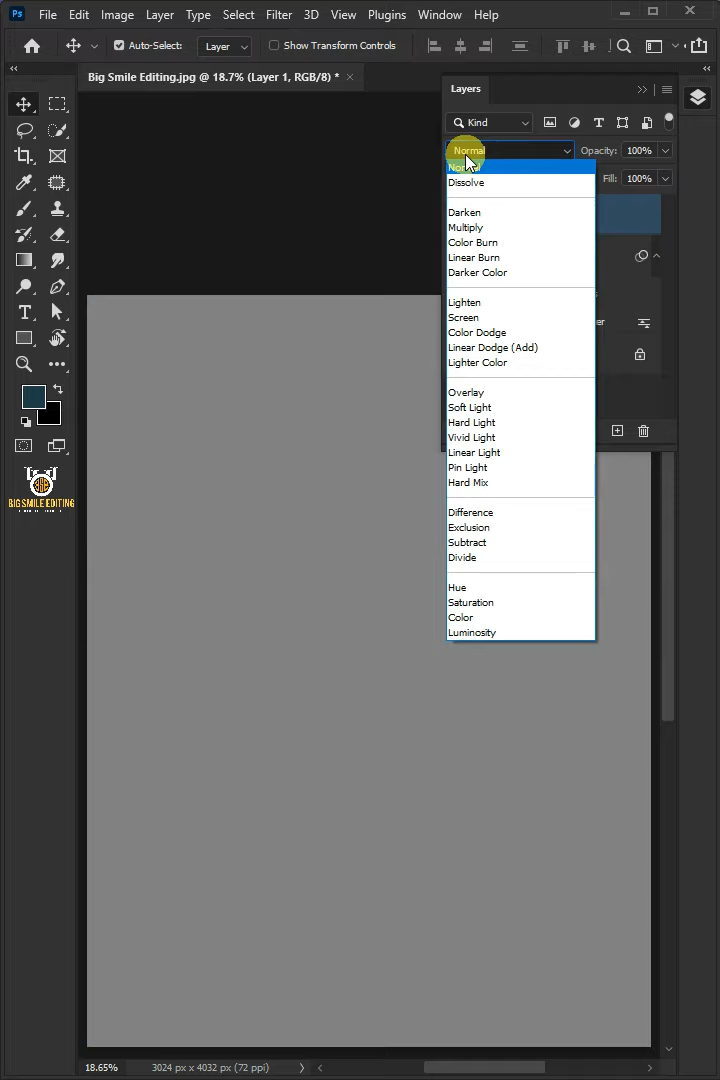 Ps File Edit Image Layer Type Select Filter 3D View Plugins Window Help
Auto-Select: Layer Show Transform Controls
Big Smile Editing.jpg @ 18.7% (Layer 1, RGB/8) *
Layers
Kind
Normal Opacity: 100%
Normal Fill: 100%
Dissolve
Darken
Multiply
Color Burn
Linear Burn
Darker Color
Lighten
Screen
Color Dodge
Linear Dodge (Add)
Lighter Color
Overlay
Soft Light
Hard Light
Vivid Light
Linear Light
Pin Light
Hard Mix
Difference
Exclusion
Subtract
Divide
Hue
Saturation
Color
Luminosity
BIG SMILE EDITING
18.65% 3024 px x 4032 px (72 ppi)